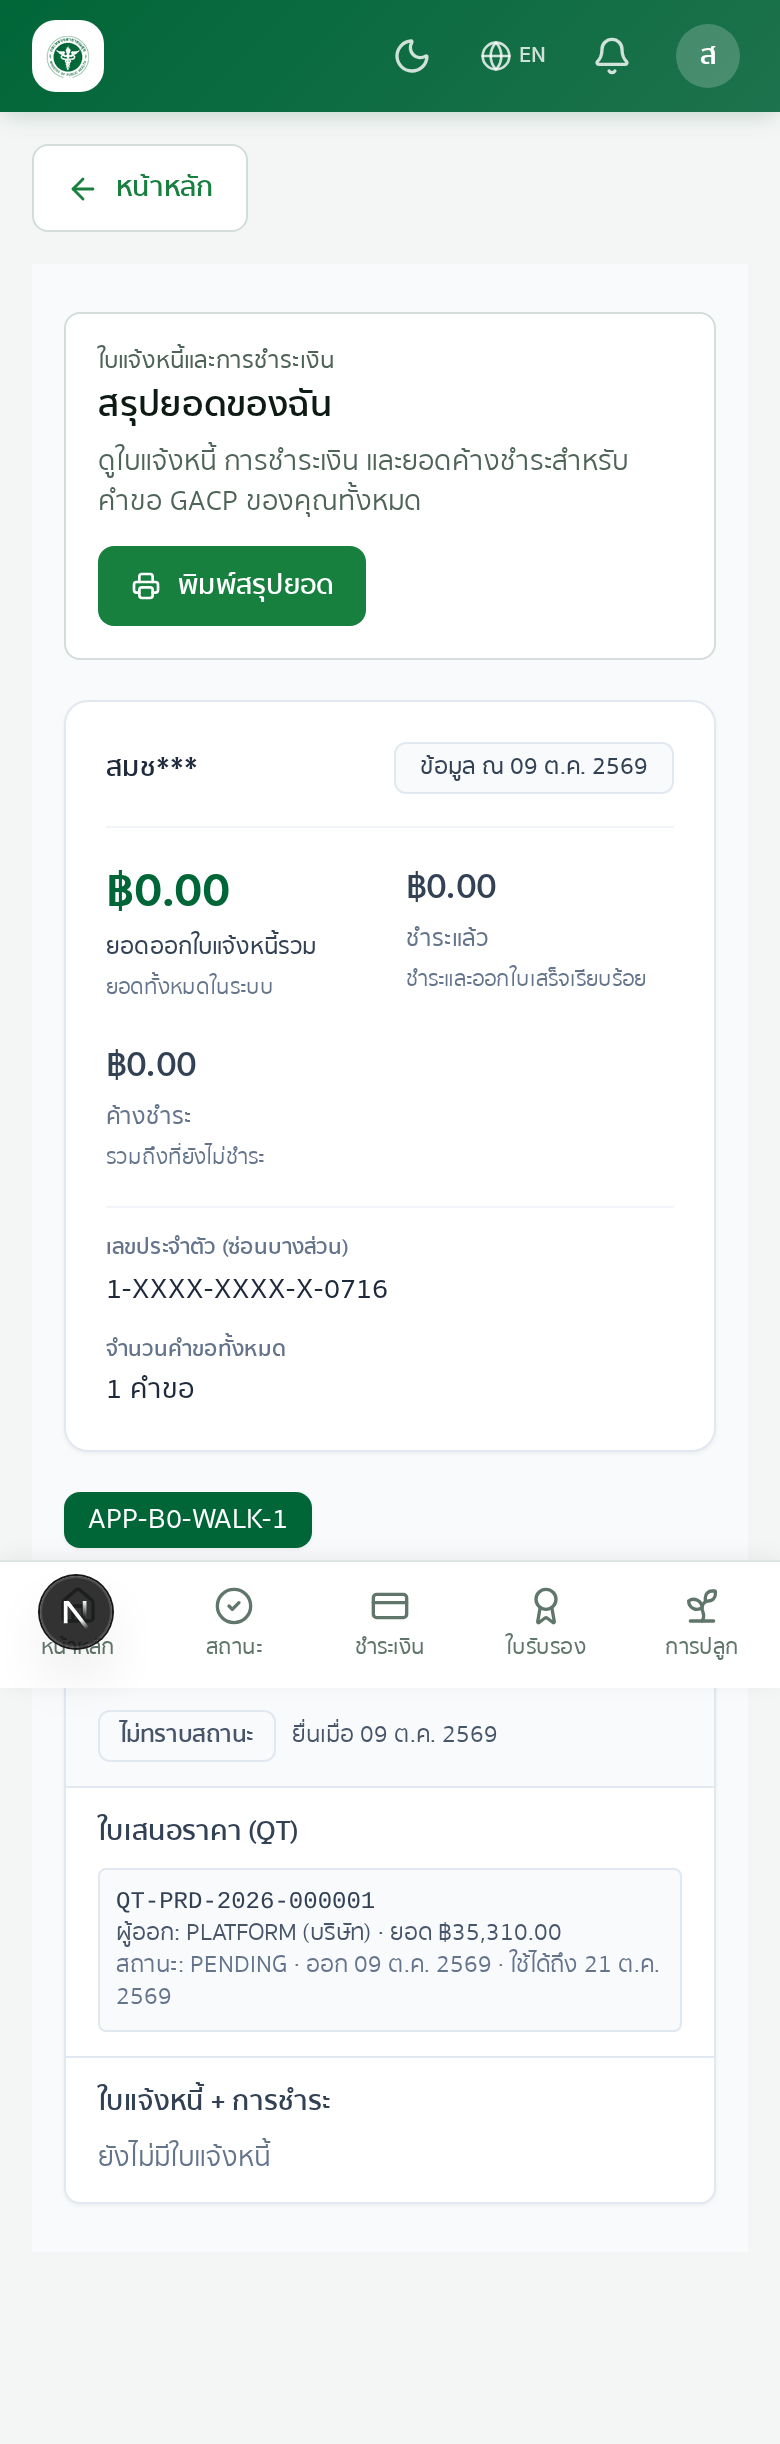 EN
ส
หน้าหลัก
ใบแจ้งหนี้และการชำระเงิน
สรุปยอดของฉัน
ดูใบแจ้งหนี้ การชำระเงิน และยอดค้างชำระสำหรับ
คำขอ GACP ของคุณทั้งหมด
พิมพ์สรุปยอด
สมช***
ข้อมูล ณ 09 ต.ค. 2569
฿0.00
ยอดออกใบแจ้งหนี้รวม
ยอดทั้งหมดในระบบ
฿0.00
ชำระแล้ว
ชำระและออกใบเสร็จเรียบร้อย
฿0.00
ค้างชำระ
รวมถึงที่ยังไม่ชำระ
เลขประจำตัว (ซ่อนบางส่วน)
1-XXXX-XXXX-X-0716
จำนวนคำขอทั้งหมด
1 คำขอ
APP-B0-WALK-1
N
หน้าหลัก
สถานะ
ชำระเงิน
ใบรับรอง
การปลูก
ไม่ทราบสถานะ
ยื่นเมื่อ 09 ต.ค. 2569
ใบเสนอราคา (QT)
QT-PRD-2026-000001
ผู้ออก: PLATFORM (บริษัท) · ยอด ฿35,310.00
สถานะ: PENDING · ออก 09 ต.ค. 2569 · ใช้ได้ถึง 21 ต.ค.
2569
ใบแจ้งหนี้ + การชำระ
ยังไม่มีใบแจ้งหนี้